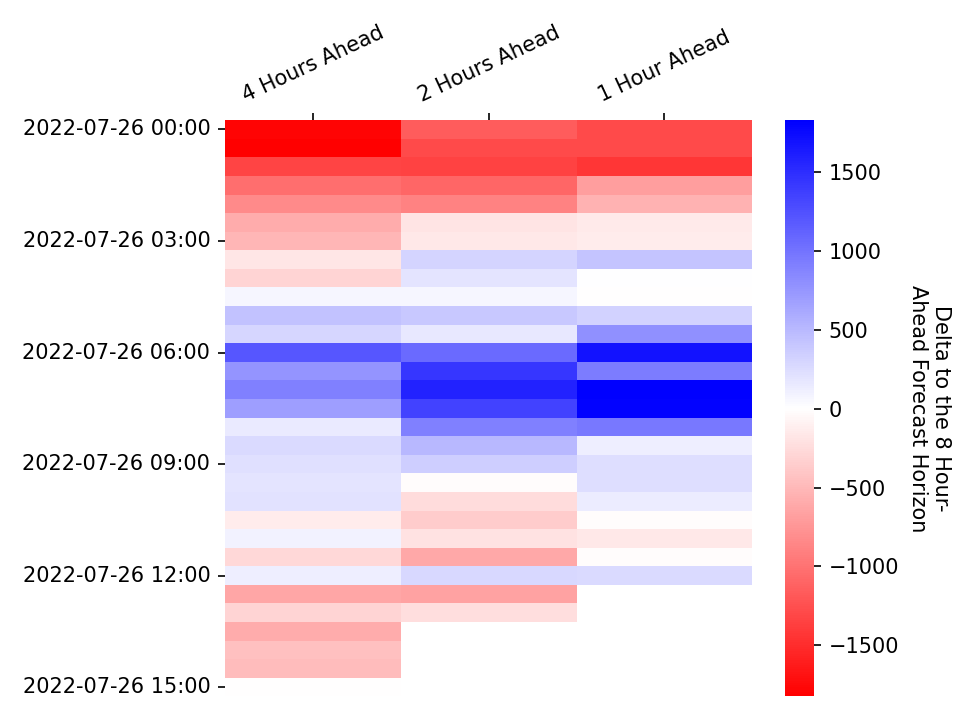 4 Hours Ahead
2 Hours Ahead
1 Hour Ahead
2022-07-26 00:00
2022-07-26 03:00
2022-07-26 06:00
2022-07-26 09:00
2022-07-26 12:00
2022-07-26 15:00
1500
1000
500
0
−500
−1000
−1500
Delta to the 8 Hour-
Ahead Forecast Horizon